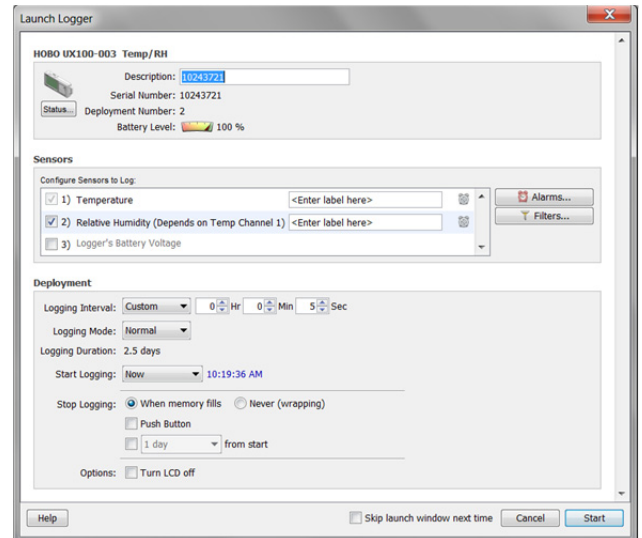 Launch Logger
HOBO UX100-003 Temp/RH
Description: 10243721
Serial Number: 10243721
Status... Deployment Number: 2
Battery Level: 100 %
Sensors
Configure Sensors to Log:
1) Temperature <Enter label here> Alarms...
2) Relative Humidity (Depends on Temp Channel 1) <Enter label here> Filters...
3) Logger's Battery Voltage
Deployment
Logging Interval: Custom 0 Hr 0 Min 5 Sec
Logging Mode: Normal
Logging Duration: 2.5 days
Start Logging: Now 10:19:36 AM
Stop Logging: When memory fills Never (wrapping)
Push Button
1 day from start
Options: Turn LCD off
Help Skip launch window next time Cancel Start